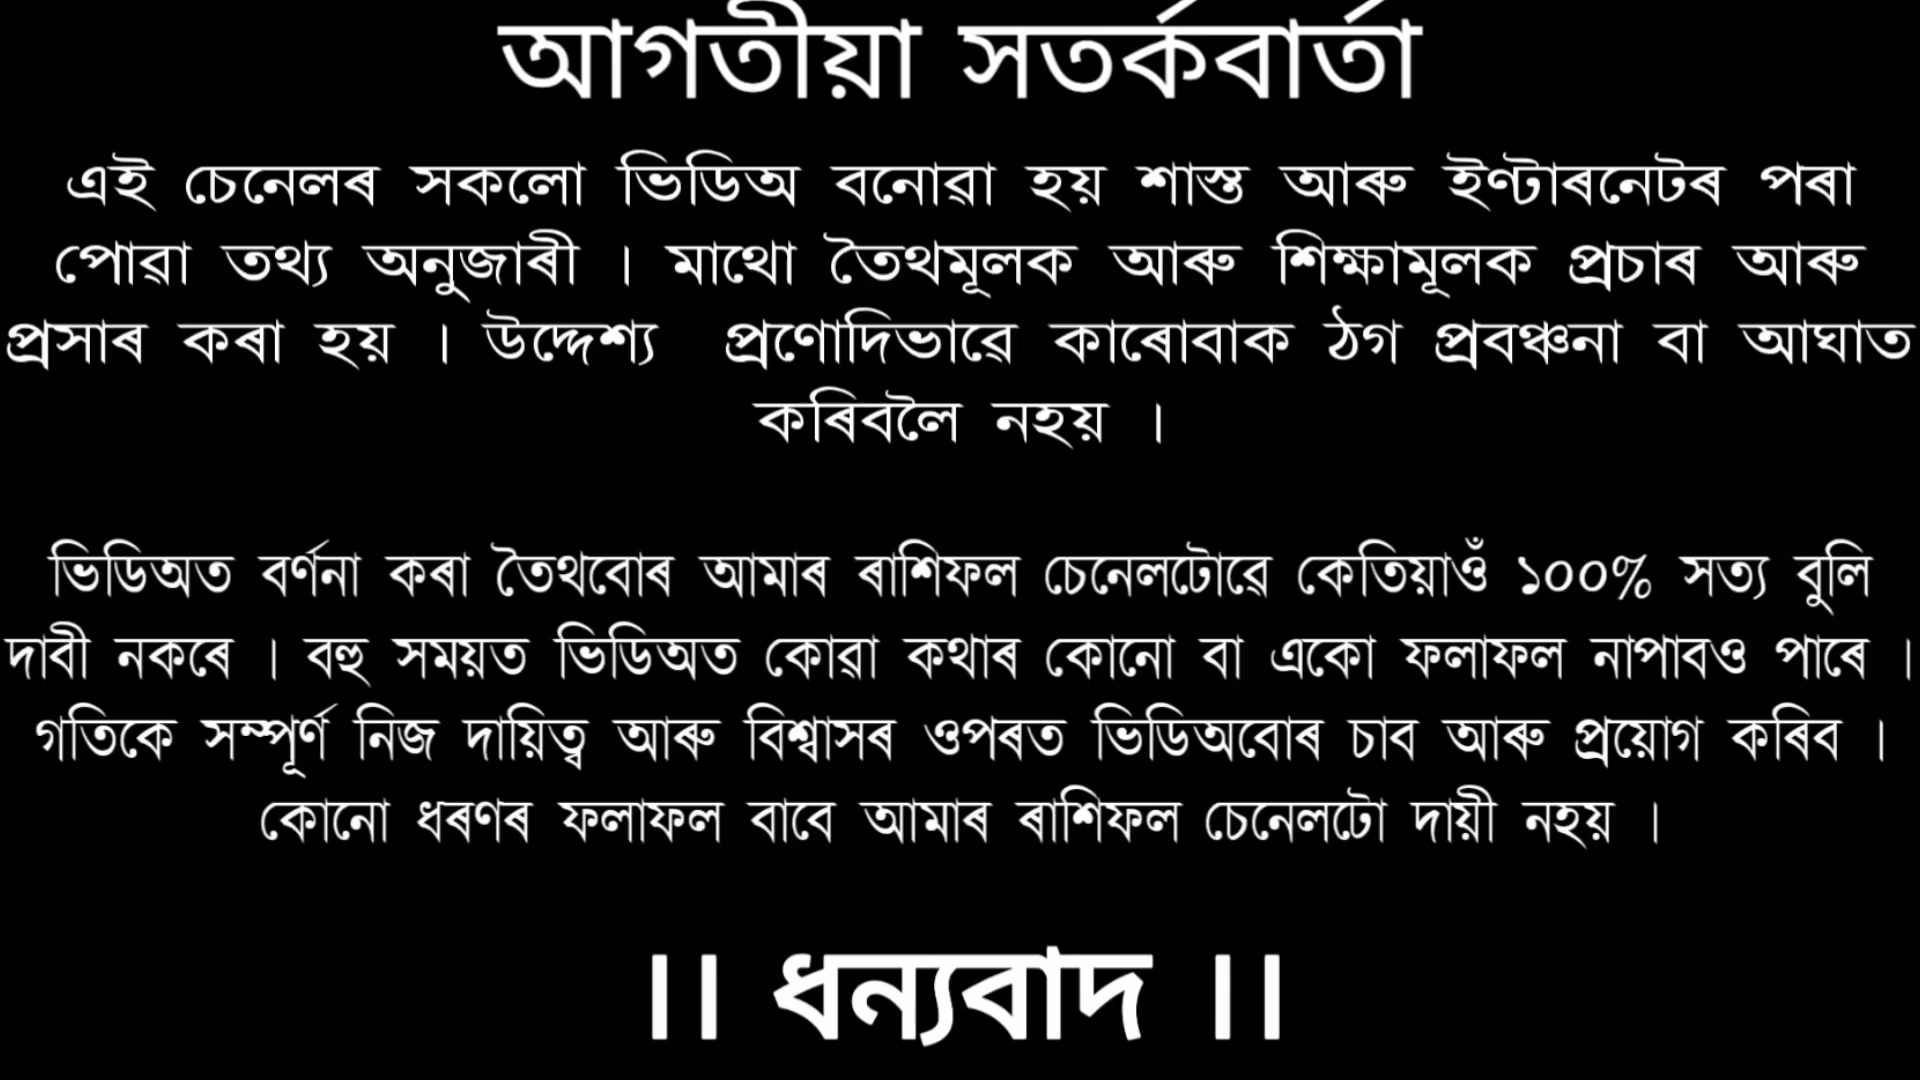 আগতীয়া সতৰ্কবাৰ্তা
এই চেনেলৰ সকলো ভিডিঅ বনোৱা হয় শাস্ত্ত আৰু ইণ্টাৰনেটৰ পৰা
পোৱা তথ্য অনুজাৰী । মাথো তৈথমূলক আৰু শিক্ষামূলক প্ৰচাৰ আৰু
প্ৰসাৰ কৰা হয় । উদ্দেশ্য প্ৰণোদিভাৱে কাৰোবাক ঠগ প্ৰবঞ্চনা বা আঘাত
কৰিবলৈ নহয় ।
ভিডিঅত বৰ্ণনা কৰা তৈথবোৰ আমাৰ ৰাশিফল চেনেলটোৱে কেতিয়াওঁ ১০০% সত্য বুলি
দাবী নকৰে । বহু সময়ত ভিডিঅত কোৱা কথাৰ কোনো বা একো ফলাফল নাপাবও পাৰে ।
গতিকে সম্পূৰ্ণ নিজ দায়িত্ব আৰু বিশ্বাসৰ ওপৰত ভিডিঅবোৰ চাব আৰু প্ৰয়োগ কৰিব ।
কোনো ধৰণৰ ফলাফল বাবে আমাৰ ৰাশিফল চেনেলটো দায়ী নহয় ।
।। ধন্যবাদ ।।